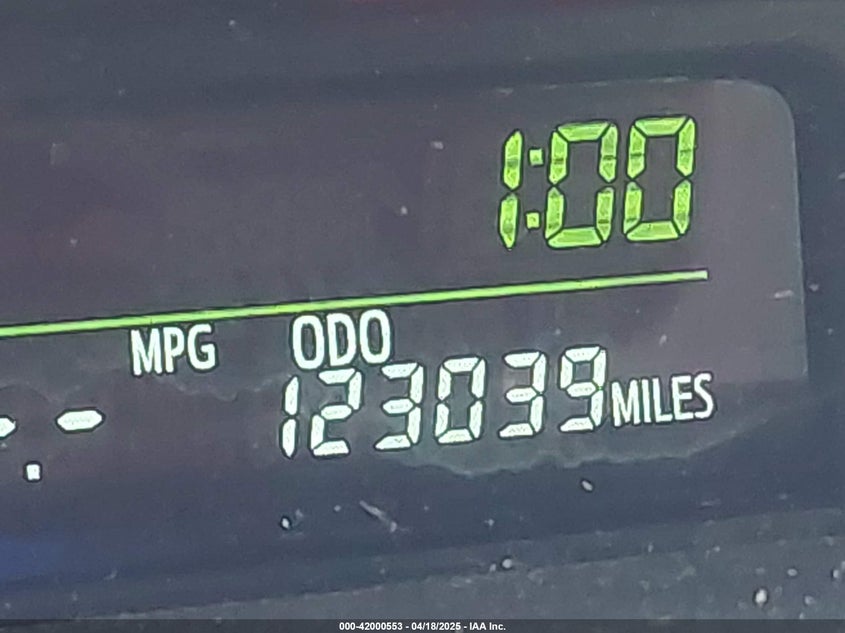 1:00
MPG ODO
-.- 123039 MILES
000-42000553 - 04/18/2025 - IAA Inc.